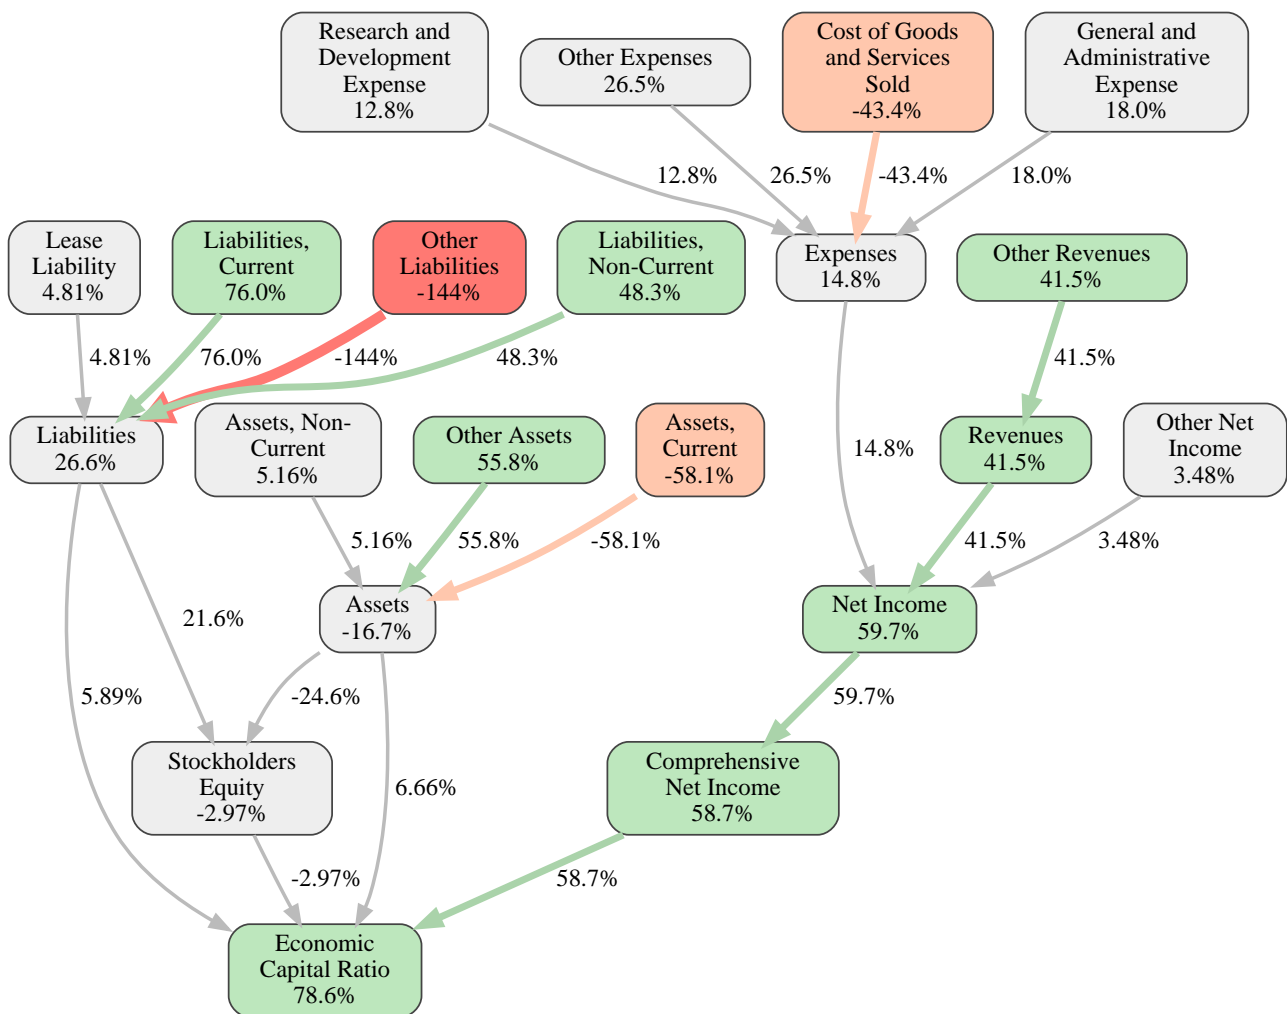 Research and
Development
Expense
12.8%
Other Expenses
26.5%
Cost of Goods
and Services
Sold
-43.4%
General and
Administrative
Expense
18.0%
12.8%
26.5%
-43.4%
18.0%
Lease
Liability
4.81%
Liabilities,
Current
76.0%
Other
Liabilities
-144%
Liabilities,
Non-Current
48.3%
Expenses
14.8%
Other Revenues
41.5%
4.81%
76.0%
-144%
48.3%
41.5%
Liabilities
26.6%
Assets, Non-
Current
5.16%
Other Assets
55.8%
Assets,
Current
-58.1%
14.8%
Revenues
41.5%
Other Net
Income
3.48%
5.16%
55.8%
-58.1%
41.5%
3.48%
21.6%
Assets
-16.7%
Net Income
59.7%
5.89%
-24.6%
59.7%
Stockholders
Equity
-2.97%
6.66%
Comprehensive
Net Income
58.7%
-2.97%
58.7%
Economic
Capital Ratio
78.6%